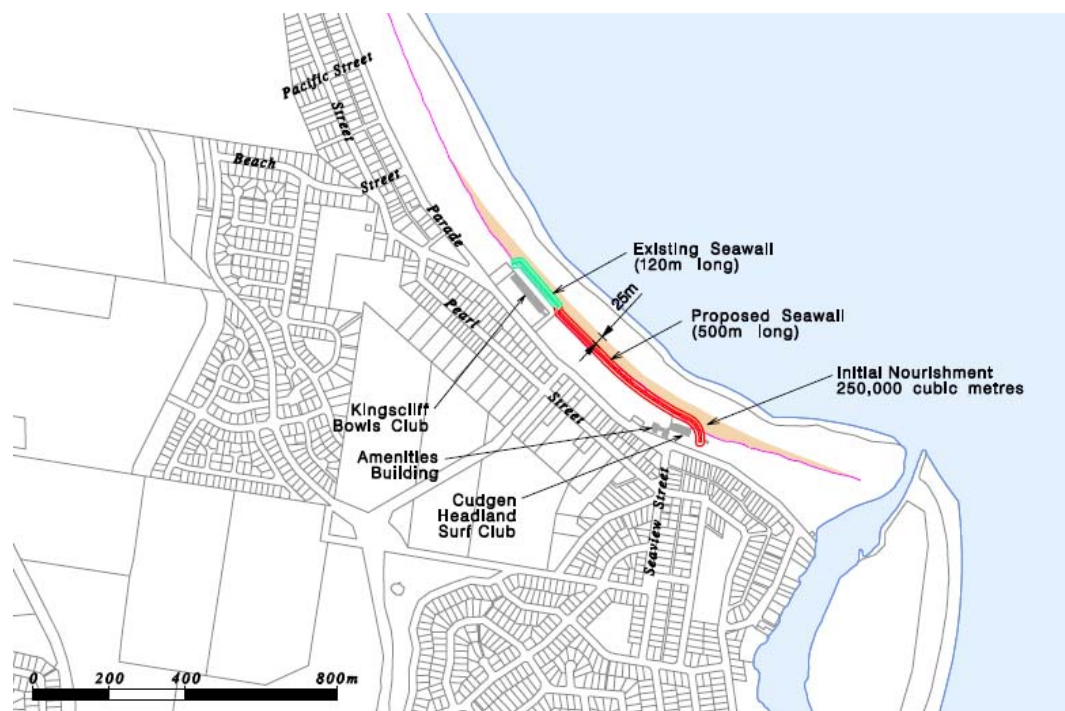 Pacific Street
Street
Beach
Street
Parade
Existing Seawall
(120m long)
25m
Proposed Seawall
(500m long)
Pearl
Initial Nourishment
250,000 cubic metres
Kingscliff
Bowls Club
Street
Amenities
Building
Cudgen
Headland
Surf Club
Seaview Street
0 200 400 800m